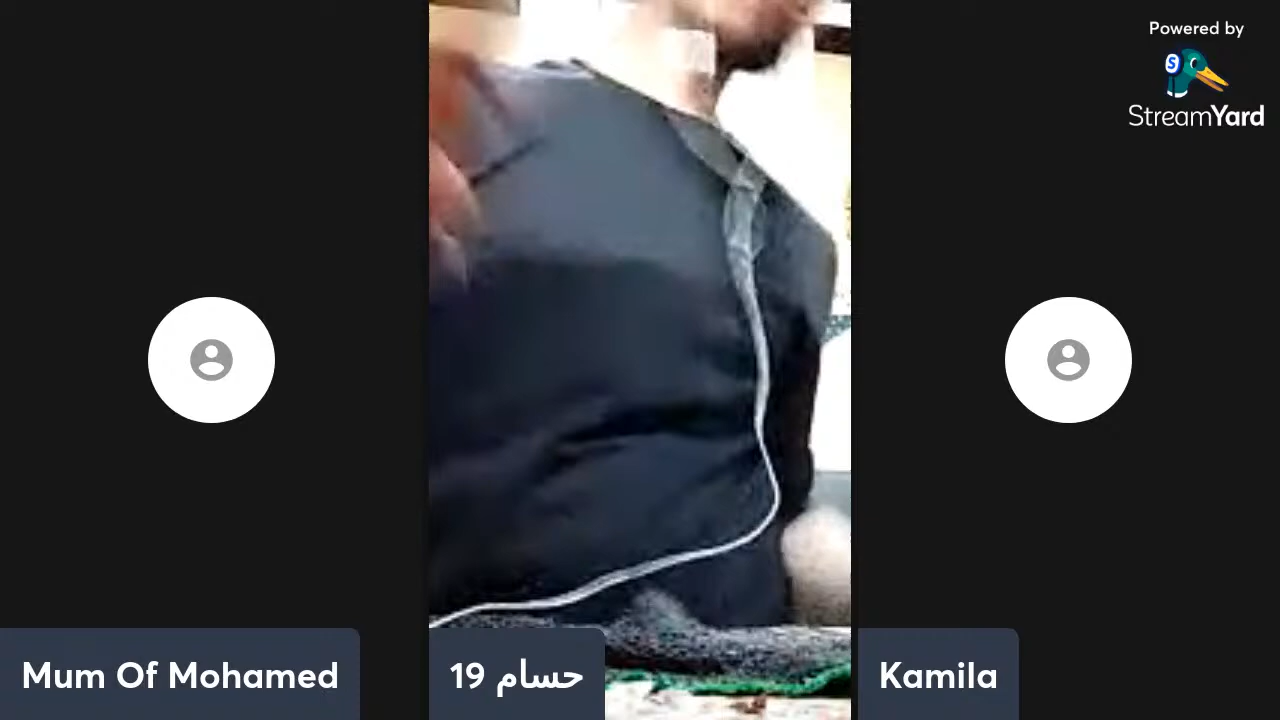 Powered by
S
StreamYard
Mum Of Mohamed
حسام 19
Kamila